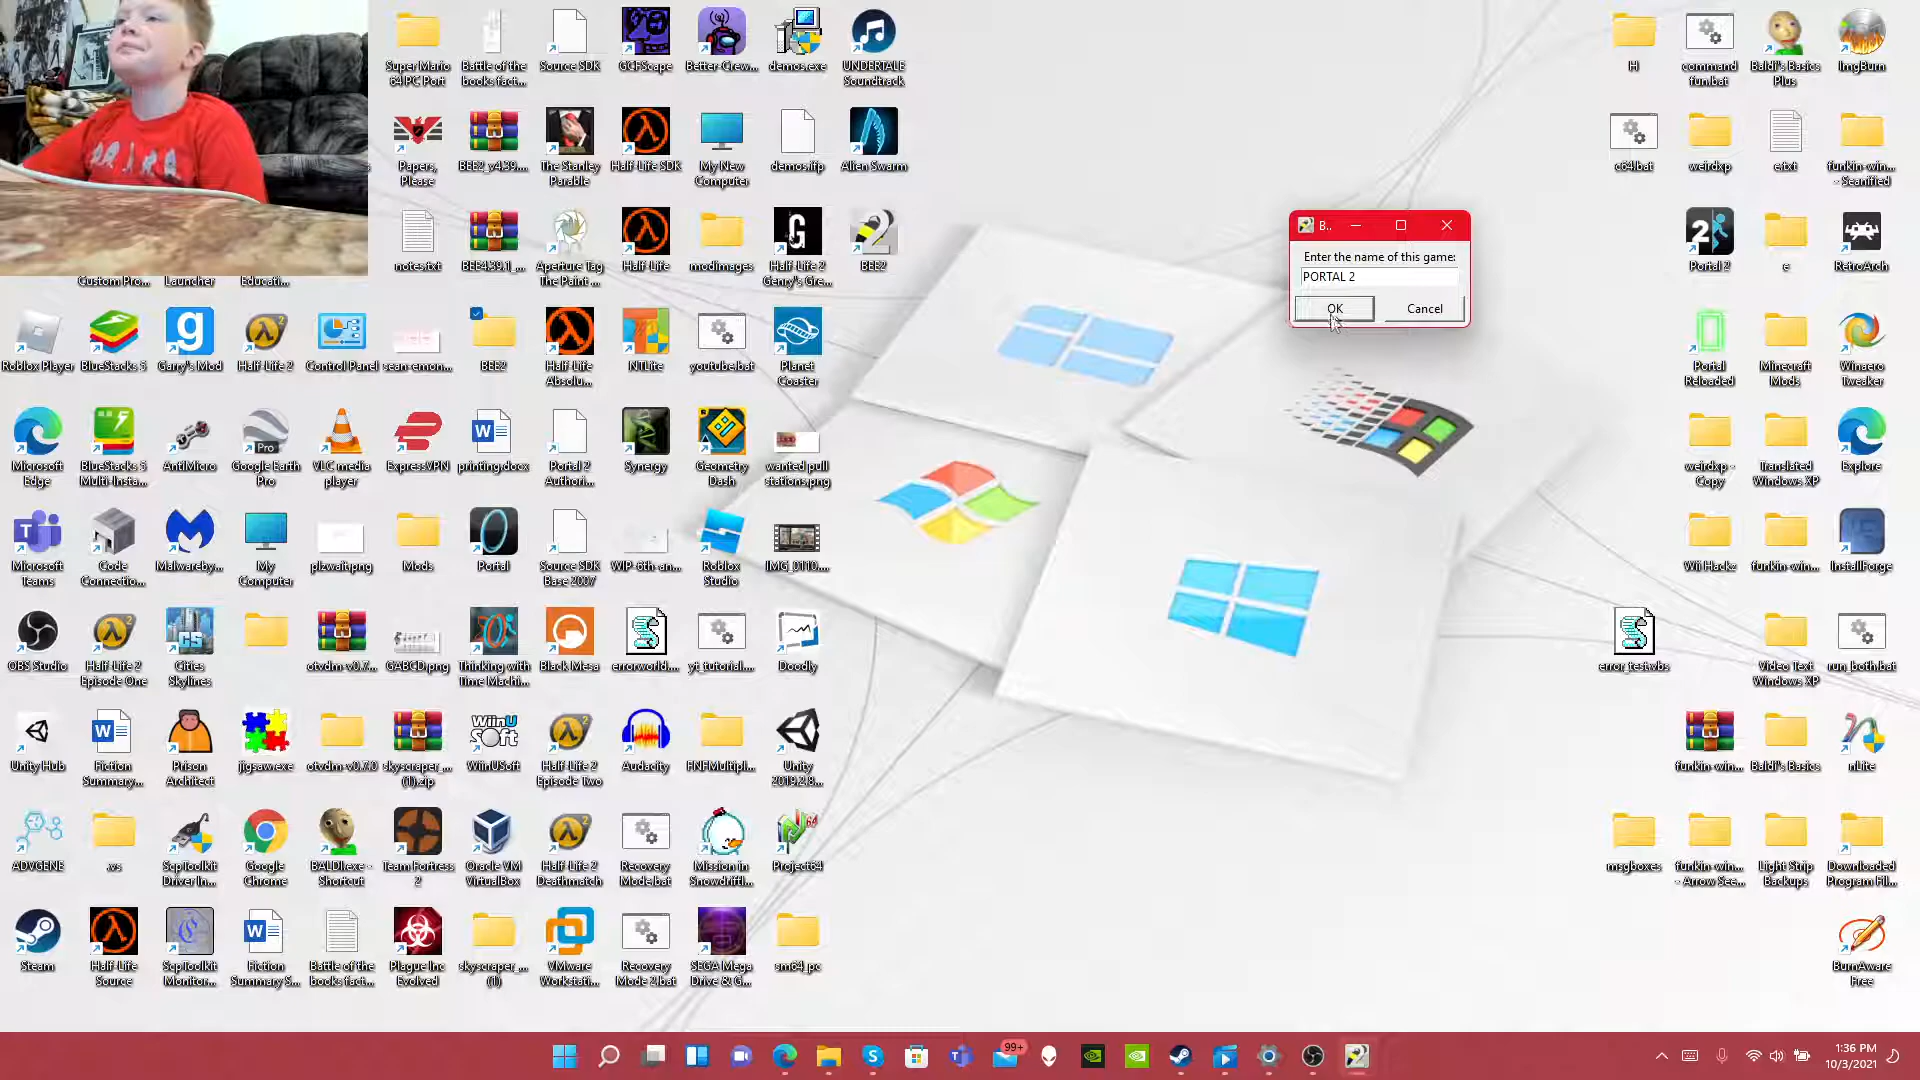 Super Mario
64 PC Port
Battle of the
books fact...
Source SDK
GCFScape
Better-Crew...
demos.exe
UNDERTALE
Soundtrack
H
command
fun.bat
Baldi's Basics
Plus
ImgBurn
Papers,
Please
BEE2_v4.39....
The Stanley
Parable
Half-Life SDK
My New
Computer
demos.ifp
Alien Swarm
c64.bat
weirdxp
e.txt
funkin-win...
- Seanified
Custom Pro...
Launcher
Educati...
notes.txt
BEE4.39.1_...
Aperture Tag
The Paint ...
Half-Life
modimages
Half-Life 2
Genry's Gre...
BEE2
B..
Enter the name of this game:
PORTAL 2
OK
Cancel
Portal 2
e
RetroArch
Roblox Player
BlueStacks 5
Garry's Mod
Half-Life 2
Control Panel
sean-emon...
BEE2
Half-Life
Absolu...
NTLite
youtube.bat
Planet
Coaster
Portal
Reloaded
Minecraft
Mods
Winaero
Tweaker
Microsoft
Edge
BlueStacks 5
Multi-Insta...
AntiMicro
Google Earth
Pro
VLC media
player
ExpressVPN
printing.docx
Portal 2
Authori...
Synergy
Geometry
Dash
wanted pull
stations.png
weirdxp -
Copy
Translated
Windows XP
Explore
Microsoft
Teams
Code
Connectio...
Malwareby...
My
Computer
plzwait.png
Mods
Portal
Source SDK
Base 2007
WIP-6th-an...
Roblox
Studio
IMG_0110....
Wii Hackz
funkin-win...
InstallForge
OBS Studio
Half-Life 2
Episode One
Cities
Skylines
otvdm-v0.7...
GABCD.png
Thinking with
Time Machi...
Black Mesa
errorworld....
yt_tutorial....
Doodly
error_test.vbs
Video Text
Windows XP
run_both.bat
Unity Hub
Fiction
Summary...
Prison
Architect
jigsaw.exe
otvdm-v0.7.0
skyscraper_...
(1).zip
WiinUSoft
Half-Life 2
Episode Two
Audacity
FNFMultipl...
Unity
2019.2.8...
funkin-win...
Baldi's Basics
nLite
ADVGENE
.vs
ScpToolkit
Driver In...
Google
Chrome
BALDI.exe -
Shortcut
Team Fortress
2
Oracle VM
VirtualBox
Half-Life 2
Deathmatch
Recovery
Mode.bat
Mission in
Snowdriftl...
Project64
msgboxes
funkin-win...
- Arrow See...
Light Strip
Backups
Downloaded
Program Fil...
Steam
Half-Life
Source
ScpToolkit
Monitor...
Fiction
Summary S...
Battle of the
books fact...
Plague Inc
Evolved
skyscraper_...
(1)
VMware
Workstati...
Recovery
Mode 2.bat
SEGA Mega
Drive & G...
sm64.jpc
BurnAware
Free
99+
1:36 PM
10/3/2021